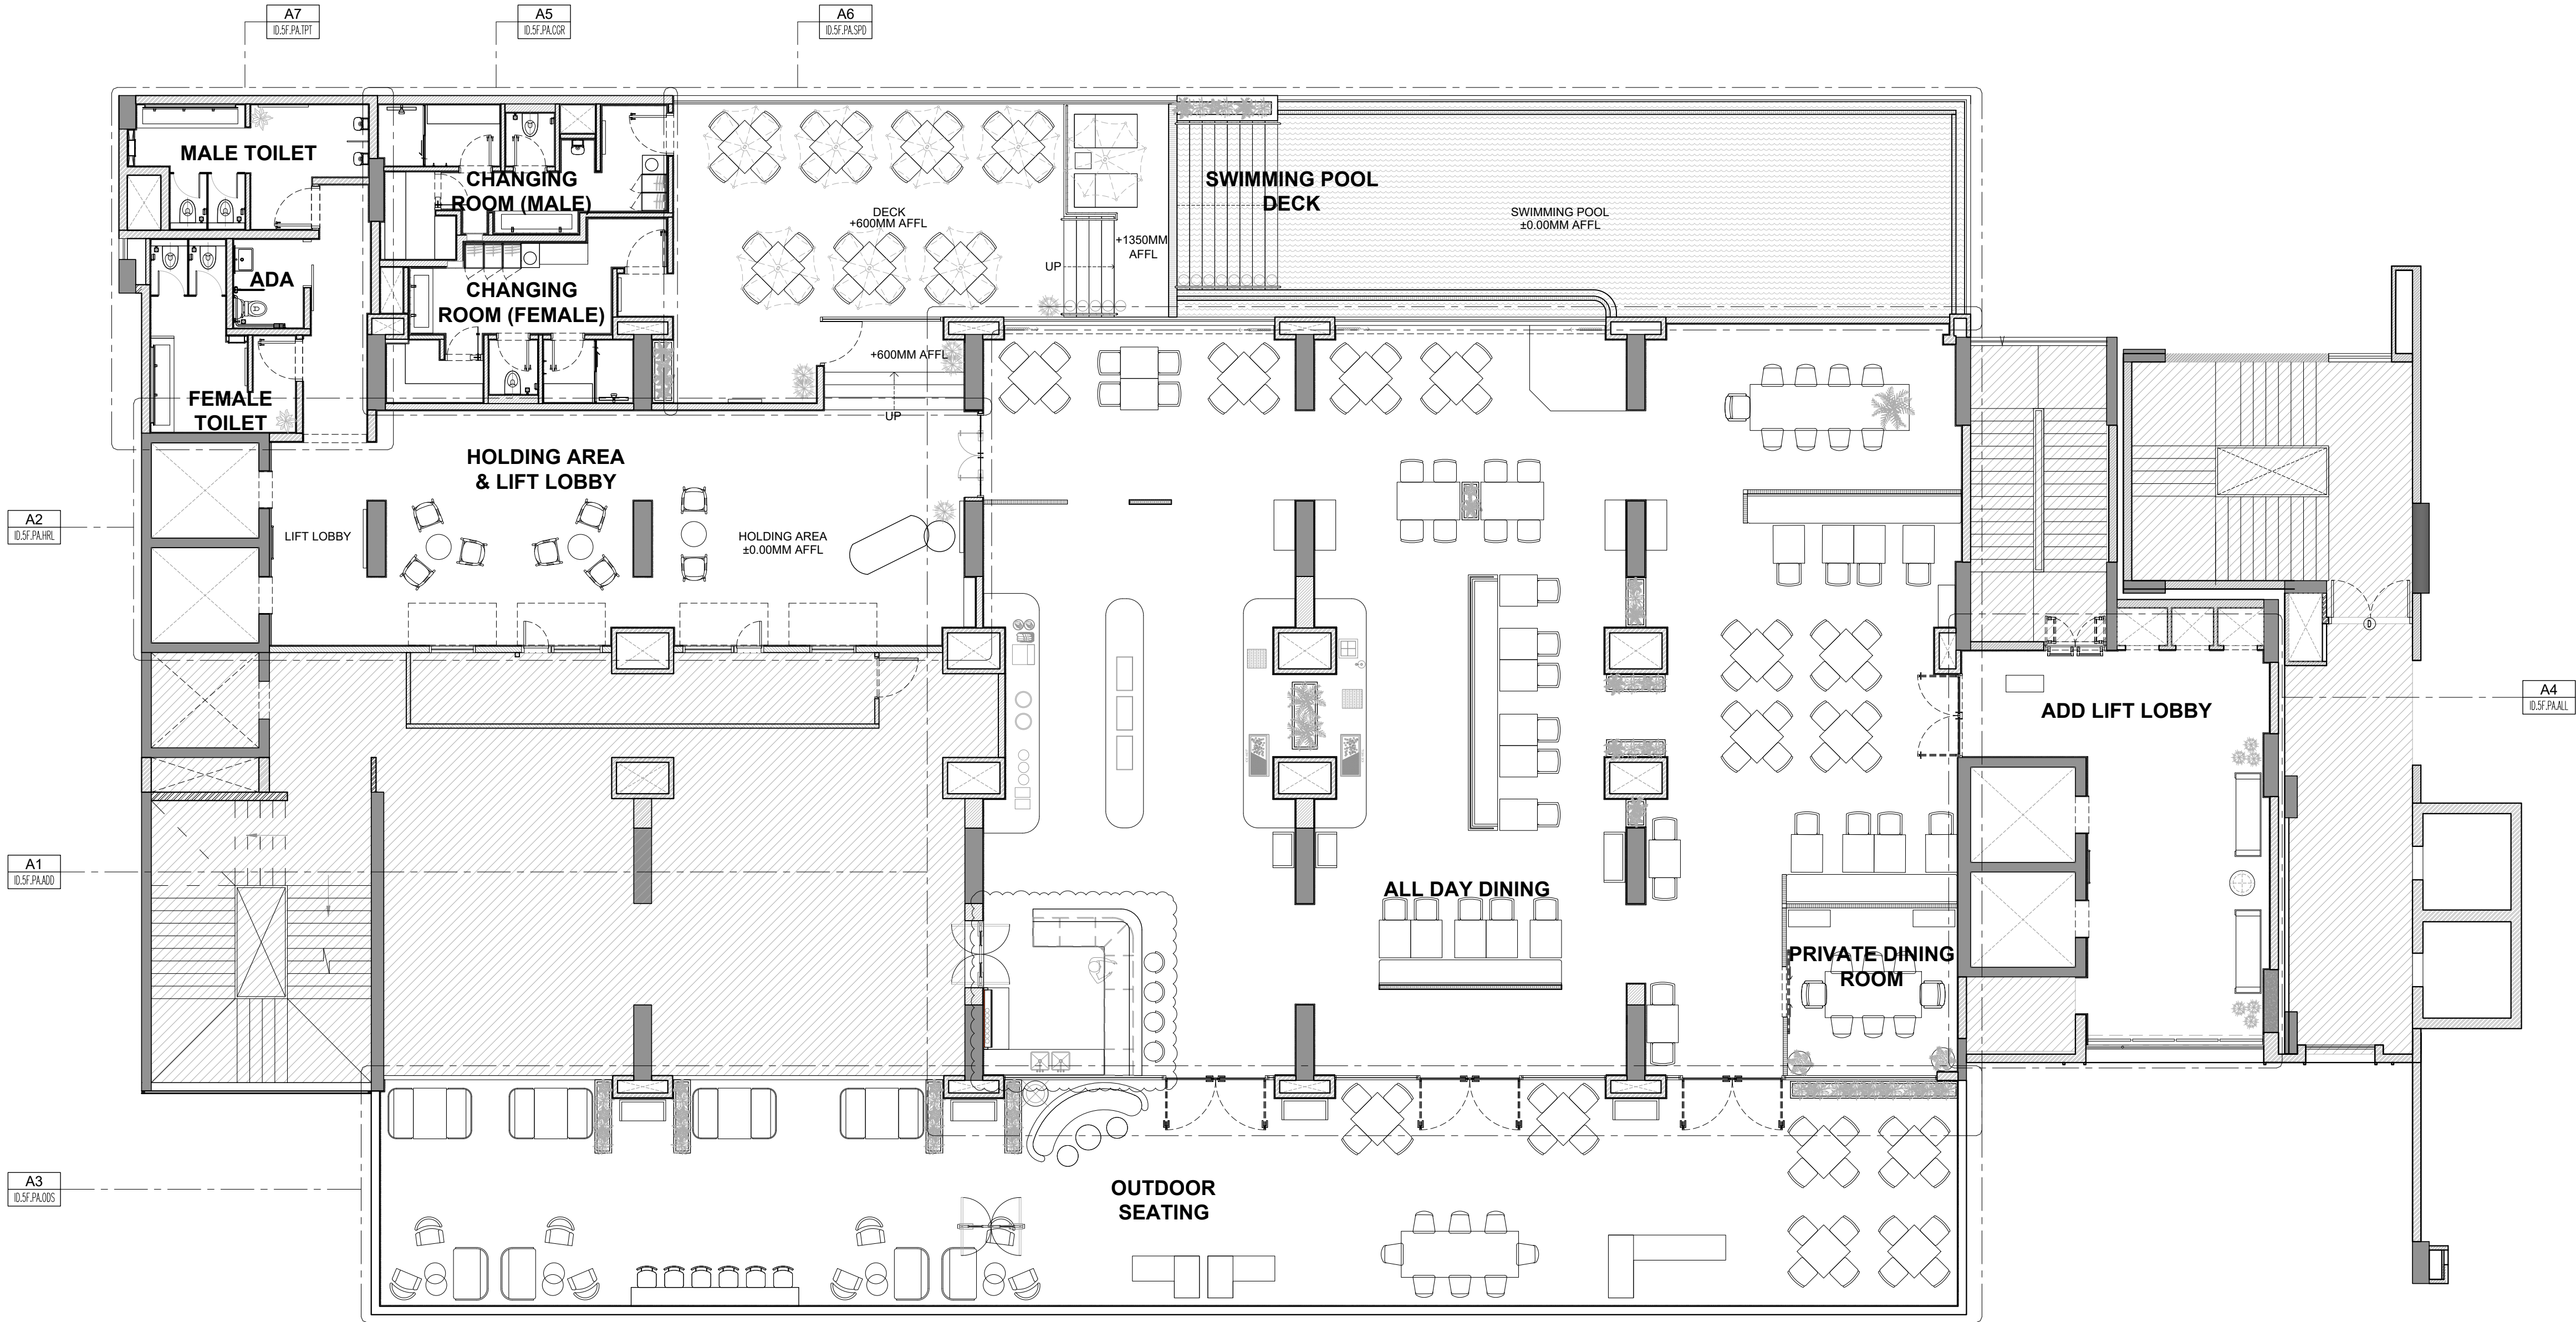 A7
ID.5F.PA.TPT
A5
ID.5F.PA.CGR
A6
ID.5F.PA.SPD
MALE TOILET
CHANGING
ROOM (MALE)
SWIMMING POOL
DECK
DECK
+600MM AFFL
SWIMMING POOL
±0.00MM AFFL
+1350MM
AFFL
UP
ADA
CHANGING
ROOM (FEMALE)
+600MM AFFL
UP
FEMALE
TOILET
HOLDING AREA
& LIFT LOBBY
A2
ID.5F.PA.HRL
LIFT LOBBY
HOLDING AREA
±0.00MM AFFL
D
A4
ID.5F.PA.ALL
ADD LIFT LOBBY
A1
ID.5F.PA.ADD
ALL DAY DINING
PRIVATE DINING
ROOM
A3
ID.5F.PA.ODS
OUTDOOR
SEATING